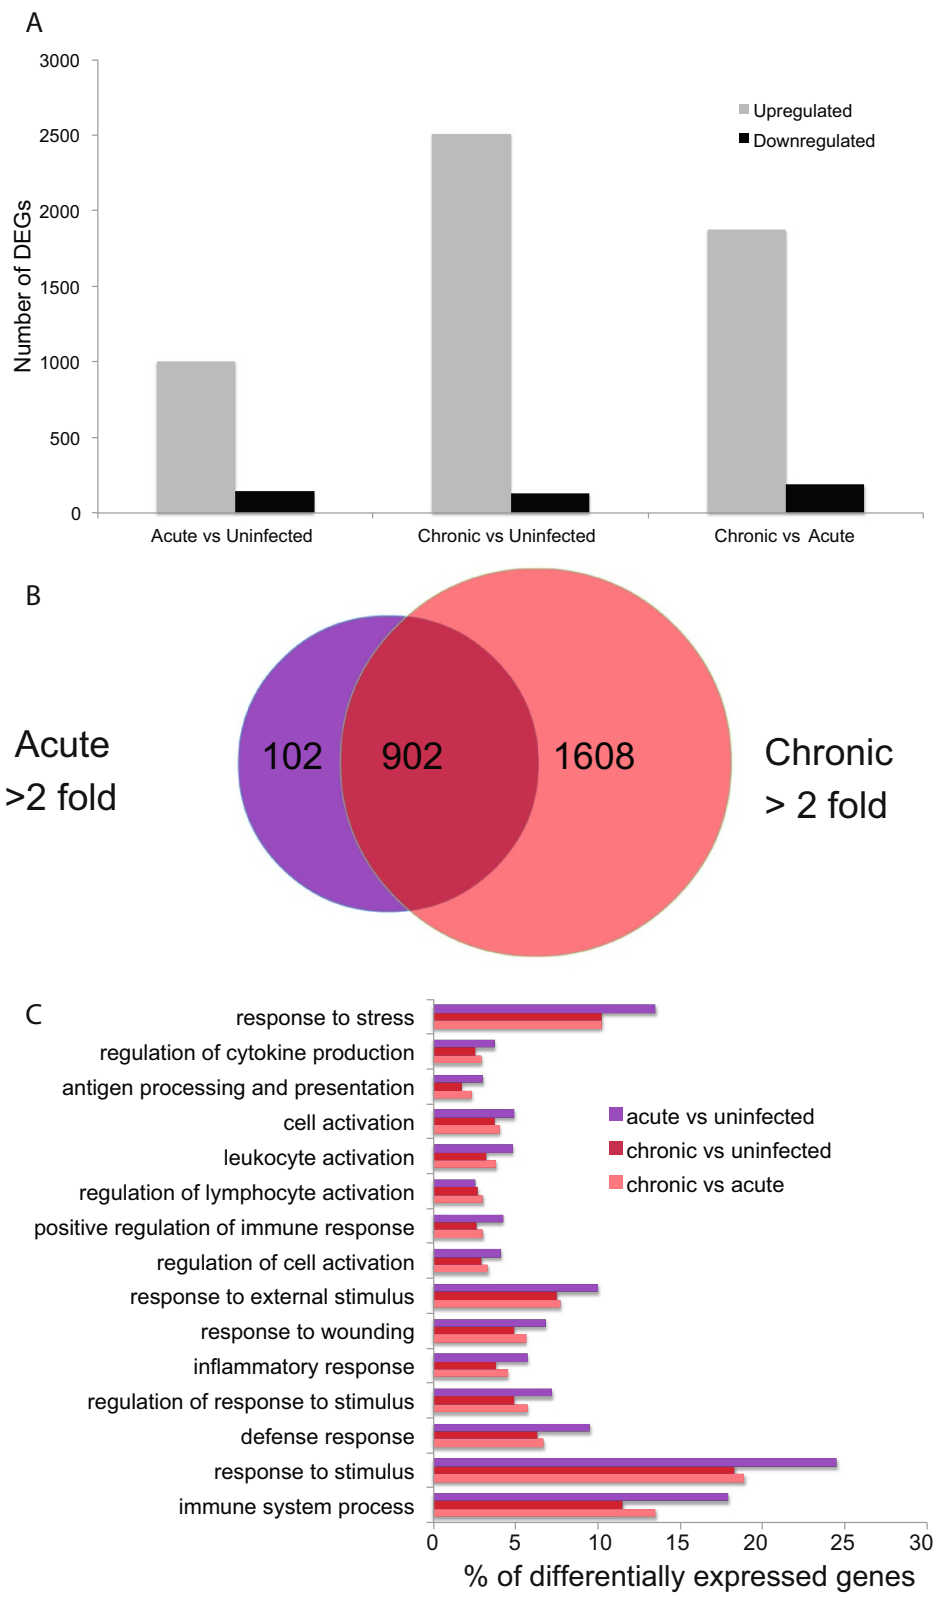 A
3000
2500
2000
1500
1000
500
0
Number of DEGs
Upregulated
Downregulated
Acute vs Uninfected
Chronic vs Uninfected
Chronic vs Acute
B
Acute
>2 fold
102
902
1608
Chronic
> 2 fold
C
response to stress
regulation of cytokine production
antigen processing and presentation
cell activation
leukocyte activation
regulation of lymphocyte activation
positive regulation of immune response
regulation of cell activation
response to external stimulus
response to wounding
inflammatory response
regulation of response to stimulus
defense response
response to stimulus
immune system process
acute vs uninfected
chronic vs uninfected
chronic vs acute
0 5 10 15 20 25 30
% of differentially expressed genes